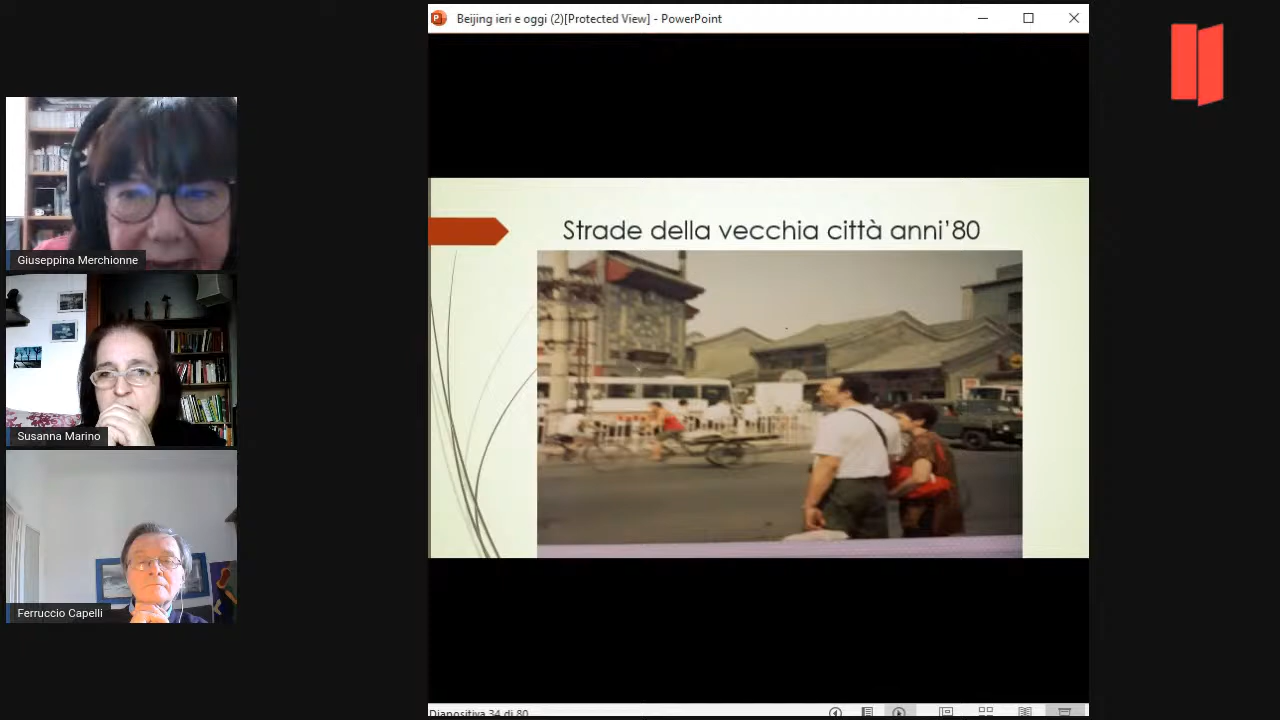 Beijing ieri e oggi (2)[Protected View] - PowerPoint
Giuseppina Merchionne
Susanna Marino
Ferruccio Capelli
Strade della vecchia città anni'80
Diapositiva 34 di 80